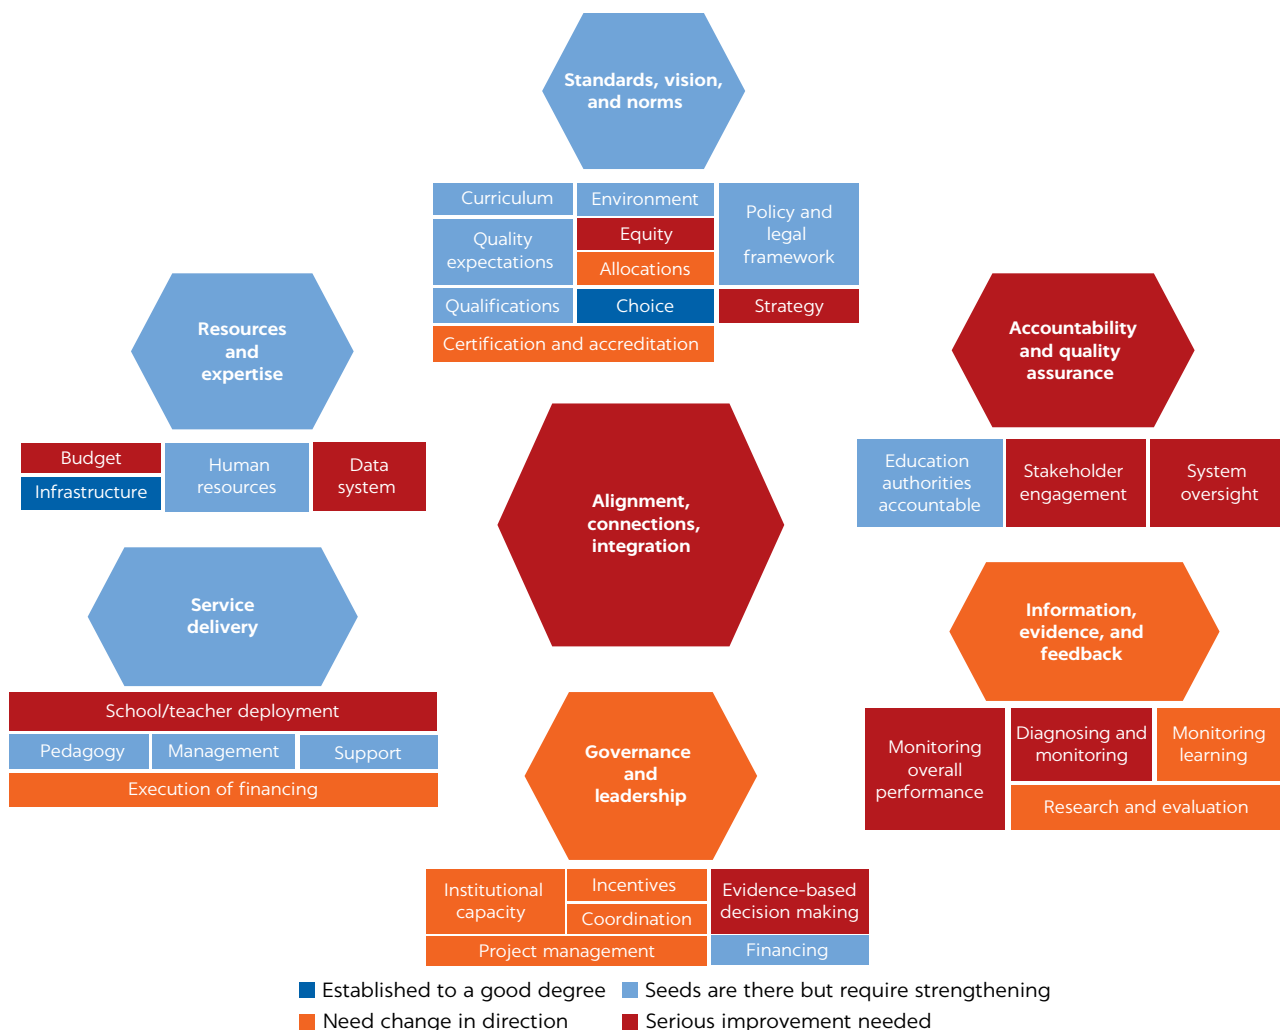 Standards, vision,
and norms
Curriculum
Environment
Policy and
legal
framework
Quality
expectations
Equity
Allocations
Qualifications
Choice
Strategy
Certification and accreditation
Resources
and
expertise
Budget
Infrastructure
Human
resources
Data
system
Accountability
and quality
assurance
Education
authorities
accountable
Stakeholder
engagement
System
oversight
Alignment,
connections,
integration
Service
delivery
School/teacher deployment
Pedagogy
Management
Support
Execution of financing
Information,
evidence, and
feedback
Monitoring
overall
performance
Diagnosing and
monitoring
Monitoring
learning
Research and evaluation
Governance
and
leadership
Institutional
capacity
Incentives
Coordination
Evidence-based
decision making
Project management
Financing
Established to a good degree
Seeds are there but require strengthening
Need change in direction
Serious improvement needed